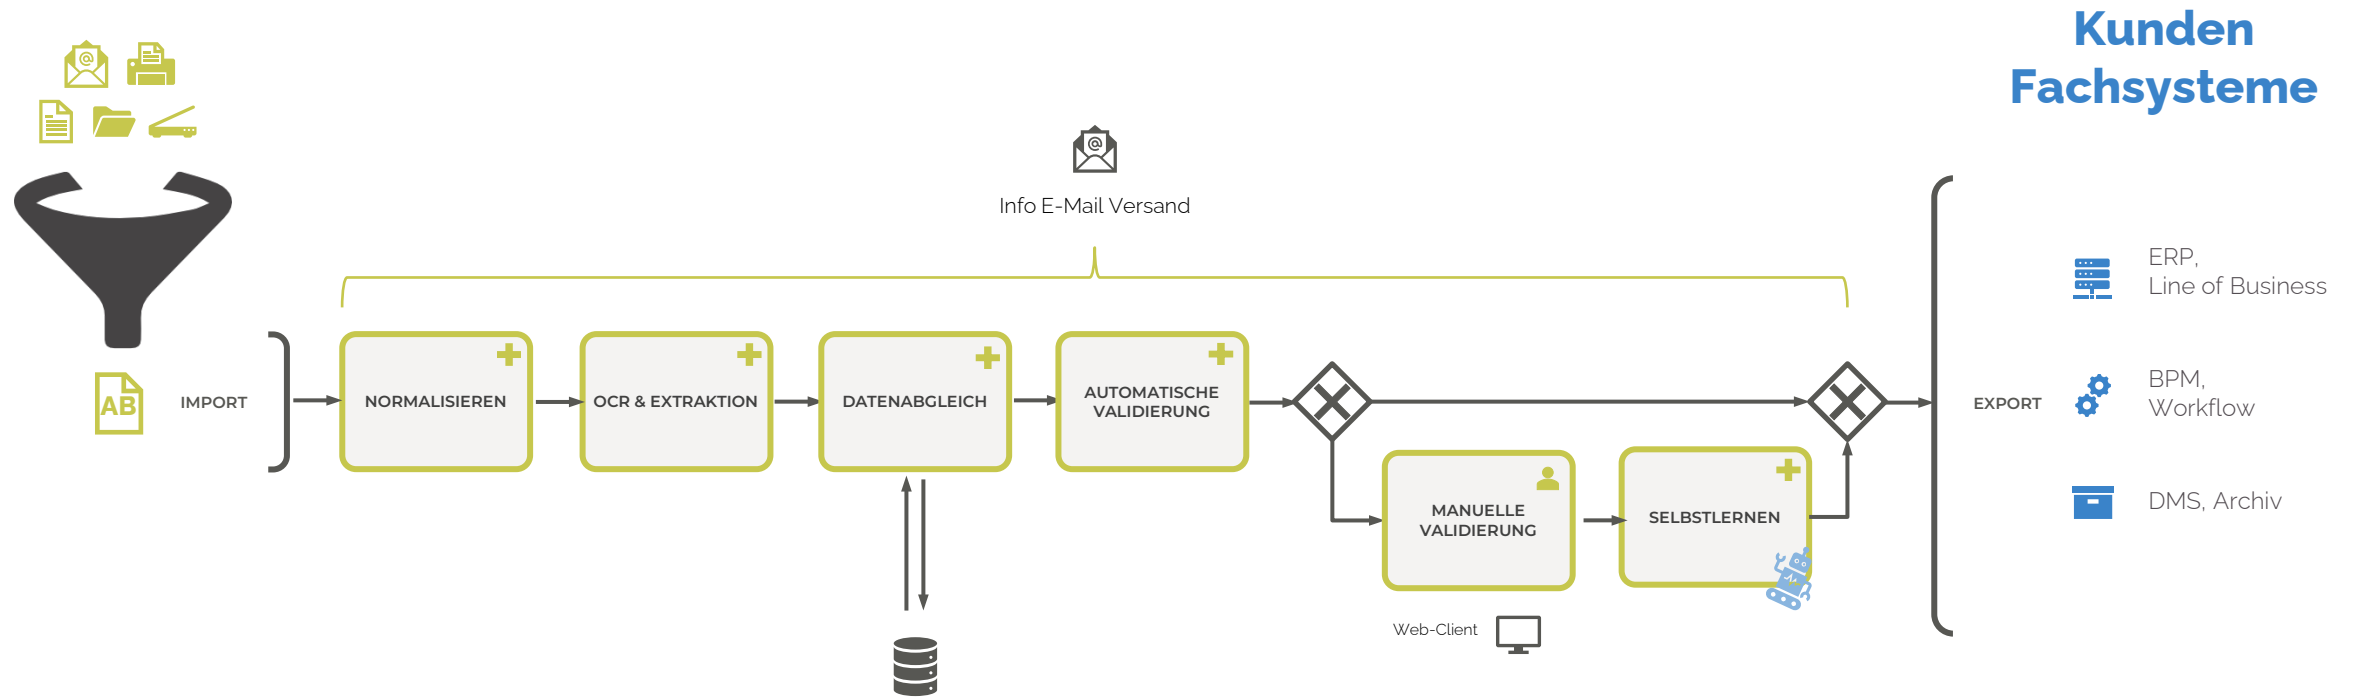 Kunden
Fachsysteme
@
@
Info E-Mail Versand
ERP,
Line of Business
AB
IMPORT
NORMALISIEREN
OCR & EXTRAKTION
DATENABGLEICH
AUTOMATISCHE
VALIDIERUNG
EXPORT
BPM,
Workflow
MANUELLE
VALIDIERUNG
SELBSTLERNEN
DMS, Archiv
Web-Client